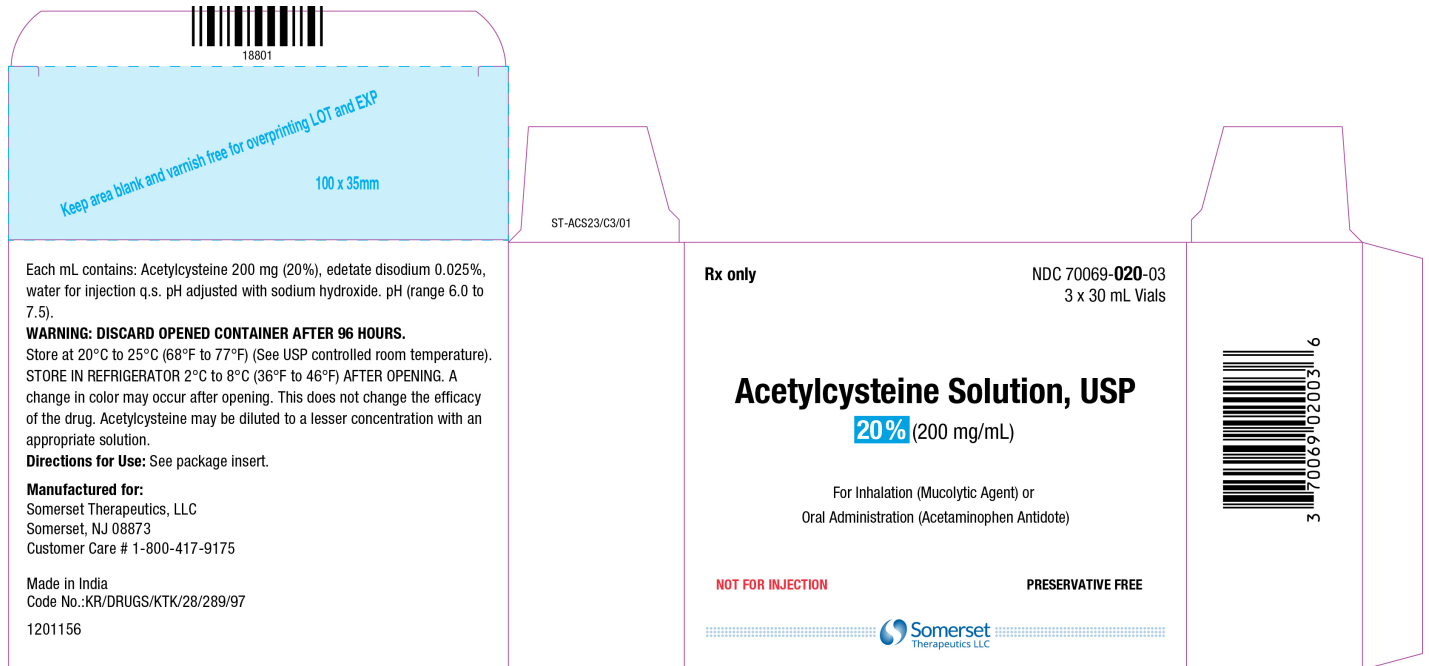 18801
Keep area blank and varnish free for overprinting LOT and EXP
100 x 35mm
Each mL contains: Acetylcysteine 200 mg (20%), edetate disodium 0.025%,
water for injection q.s. pH adjusted with sodium hydroxide. pH (range 6.0 to
7.5).
WARNING: DISCARD OPENED CONTAINER AFTER 96 HOURS.
Store at 20°C to 25°C (68°F to 77°F) (See USP controlled room temperature).
STORE IN REFRIGERATOR 2°C to 8°C (36°F to 46°F) AFTER OPENING. A
change in color may occur after opening. This does not change the efficacy
of the drug. Acetylcysteine may be diluted to a lesser concentration with an
appropriate solution.
Directions for Use: See package insert.
Manufactured for:
Somerset Therapeutics, LLC
Somerset, NJ 08873
Customer Care # 1-800-417-9175
Made in India
Code No.:KR/DRUGS/KTK/28/289/97
1201156
ST-ACS23/C3/01
Rx only
NDC 70069-020-03
3 x 30 mL Vials
Acetylcysteine Solution, USP
20% (200 mg/mL)
For Inhalation (Mucolytic Agent) or
Oral Administration (Acetaminophen Antidote)
NOT FOR INJECTION
PRESERVATIVE FREE
Somerset
Therapeutics LLC
3 70069 02003 6